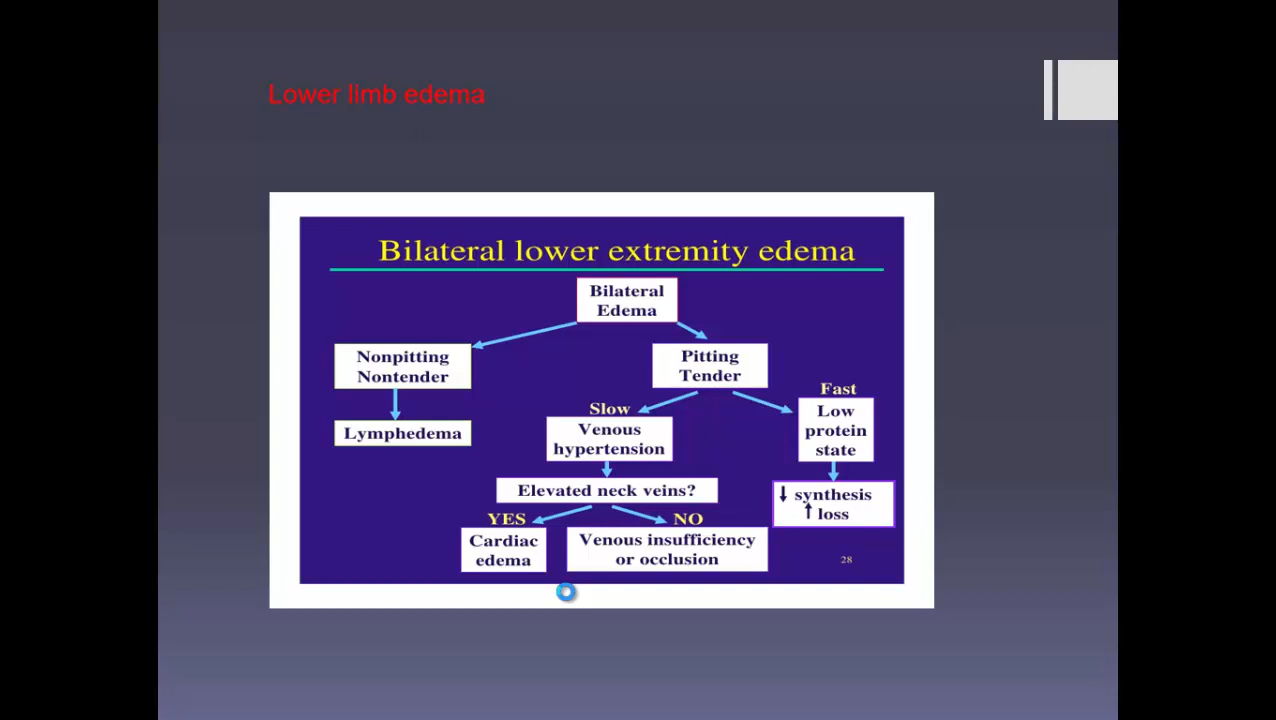 Lower limb edema
Bilateral lower extremity edema
Bilateral
Edema
Nonpitting
Nontender
Pitting
Tender
Lymphedema
Slow
Venous
hypertension
Fast
Low
protein
state
Elevated neck veins?
↓ synthesis
↑ loss
YES
Cardiac
edema
NO
Venous insufficiency
or occlusion
28